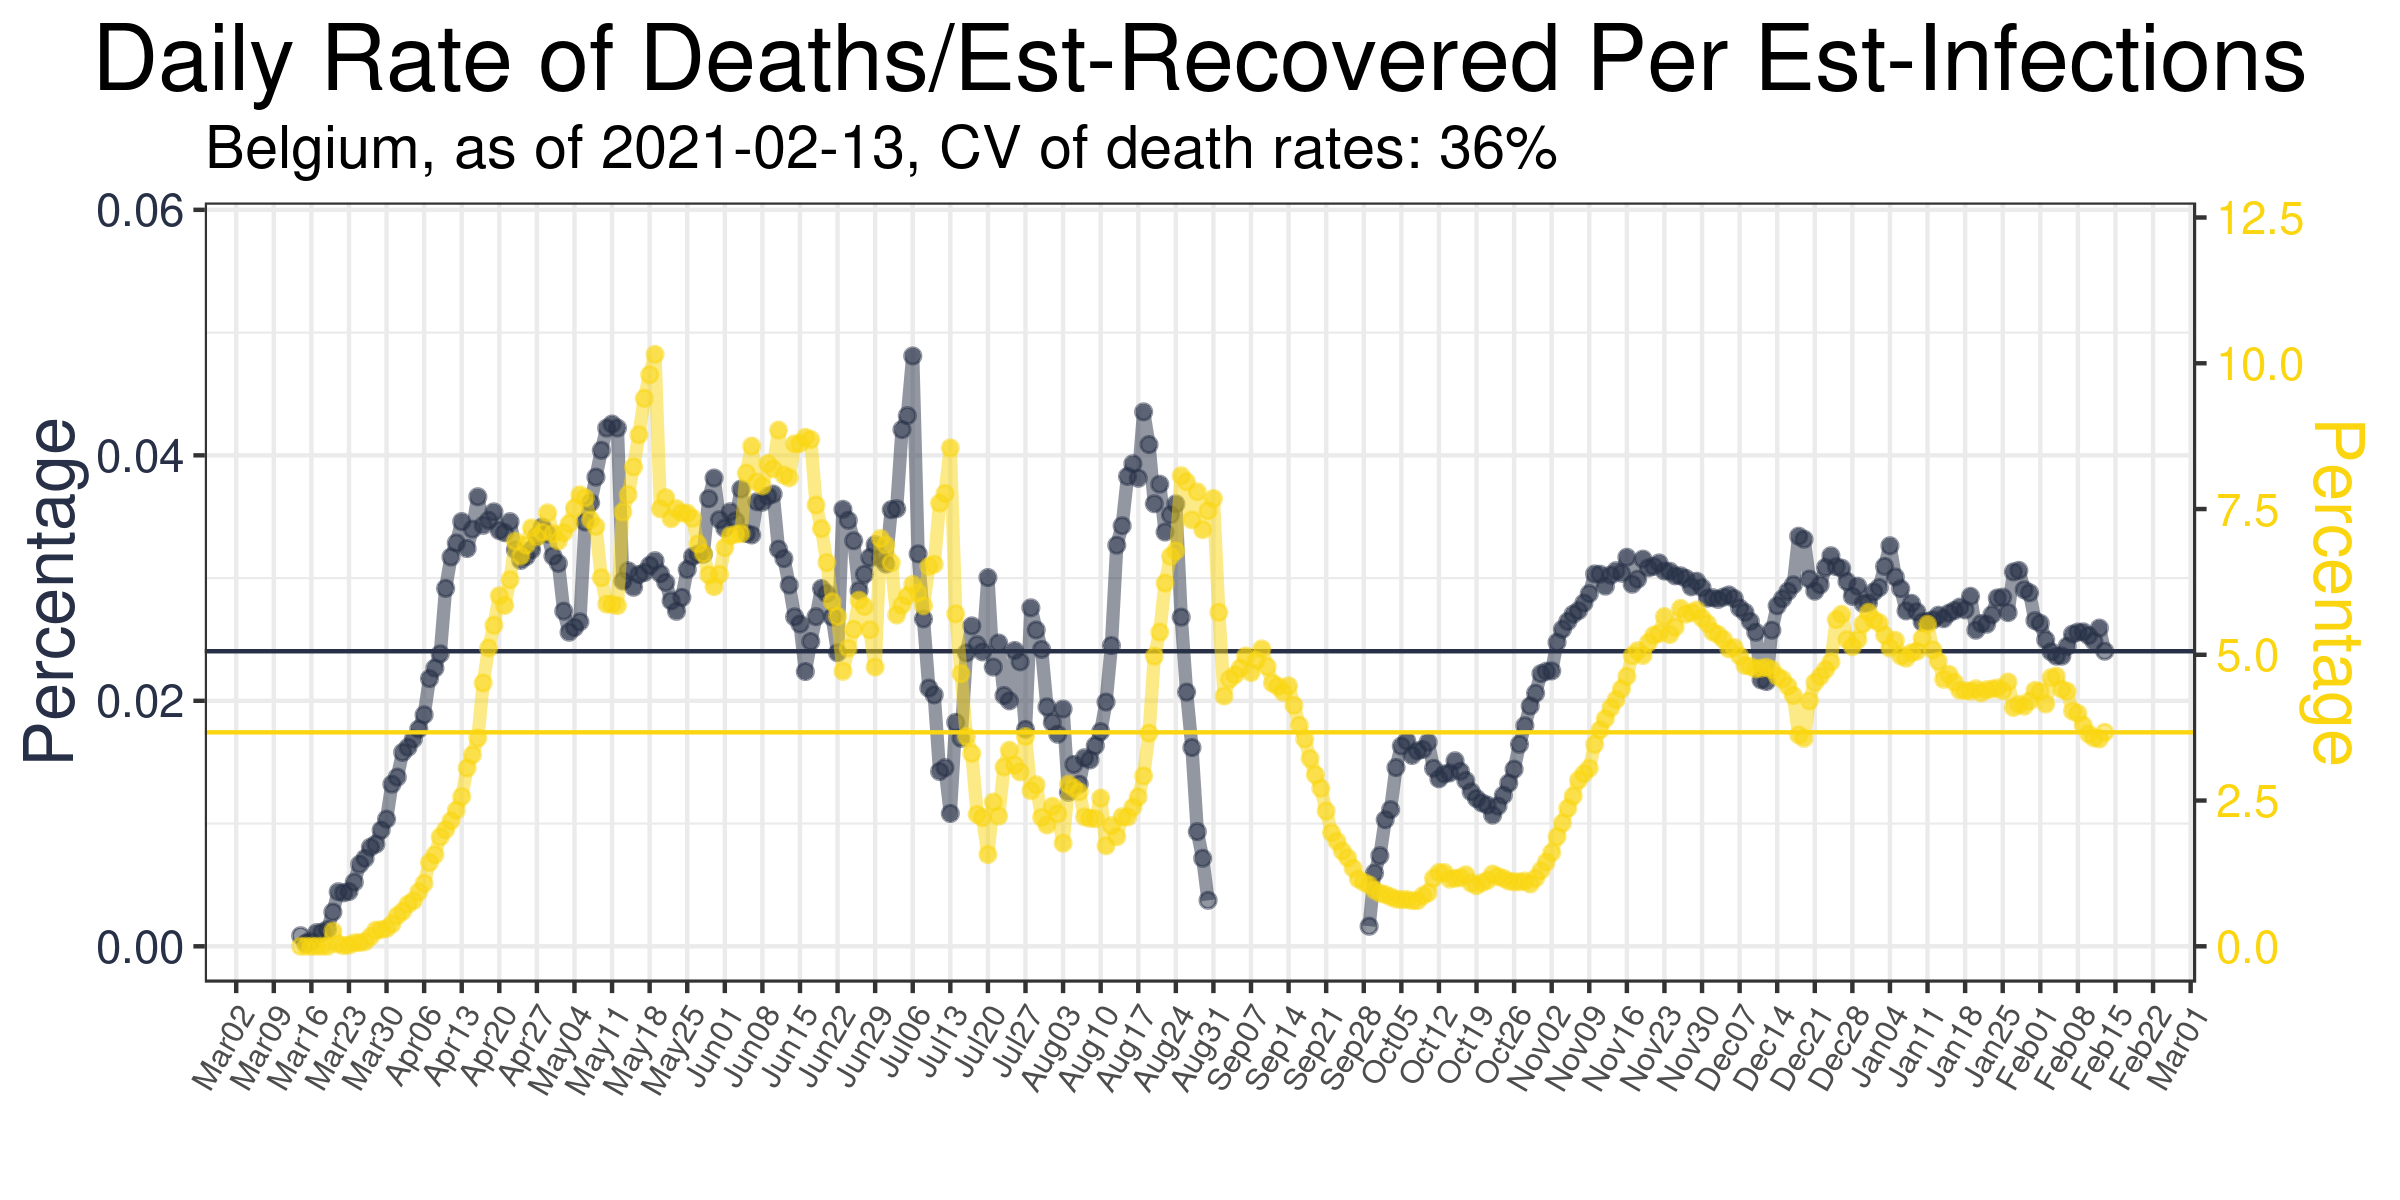 Daily Rate of Deaths/Est-Recovered Per Est-Infections
Belgium, as of 2021-02-13, CV of death rates: 36%
Percentage
0.06
0.04
0.02
0.00
12.5
10.0
7.5
5.0
2.5
0.0
Percentage
Mar02
Mar09
Mar16
Mar23
Mar30
Apr06
Apr13
Apr20
Apr27
May04
May11
May18
May25
Jun01
Jun08
Jun15
Jun22
Jun29
Jul06
Jul13
Jul20
Jul27
Aug03
Aug10
Aug17
Aug24
Aug31
Sep07
Sep14
Sep21
Sep28
Oct05
Oct12
Oct19
Oct26
Nov02
Nov09
Nov16
Nov23
Nov30
Dec07
Dec14
Dec21
Dec28
Jan04
Jan11
Jan18
Jan25
Feb01
Feb08
Feb15
Feb22
Mar01